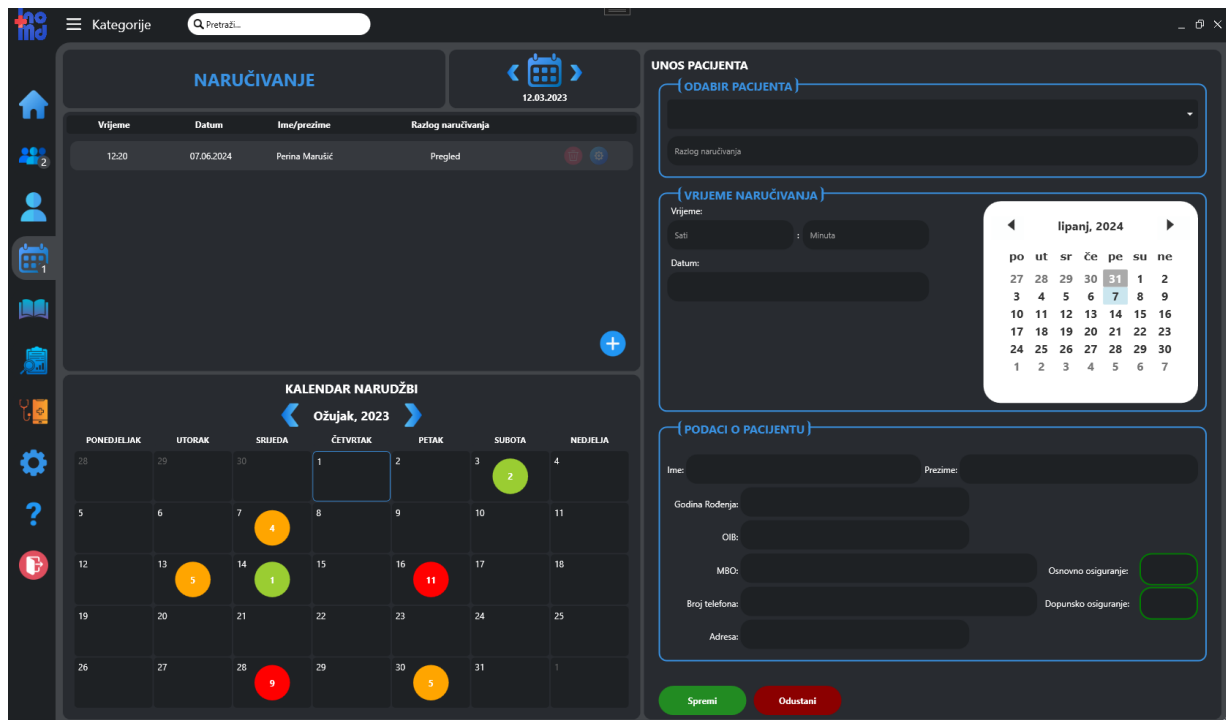 Ino
md
Kategorije
Pretraži...
2
1
NARUČIVANJE
12.03.2023
Vrijeme Datum Ime/prezime Razlog naručivanja
12:20 07.06.2024 Perina Marušić Pregled
KALENDAR NARUDŽBI
Ožujak, 2023
PONEDJELJAK UTORAK SRIJEDA ČETVRTAK PETAK SUBOTA NEDJELJA
28 29 30 1 2 3 4
2
5 6 7 8 9 10 11
4
12 13 14 15 16 17 18
5 1 11
19 20 21 22 23 24 25
26 27 28 29 30 31 1
9 5
UNOS PACIJENTA
ODABIR PACIJENTA
Razlog naručivanja
VRIJEME NARUČIVANJA
Vrijeme:
Sati : Minuta
Datum:
lipanj, 2024
po ut sr če pe su ne
27 28 29 30 31 1 2
3 4 5 6 7 8 9
10 11 12 13 14 15 16
17 18 19 20 21 22 23
24 25 26 27 28 29 30
1 2 3 4 5 6 7
PODACI O PACIJENTU
Ime: Prezime:
Godina Rođenja:
OIB:
MBO: Osnovno osiguranje:
Broj telefona: Dopunsko osiguranje:
Adresa:
Spremi Odustani